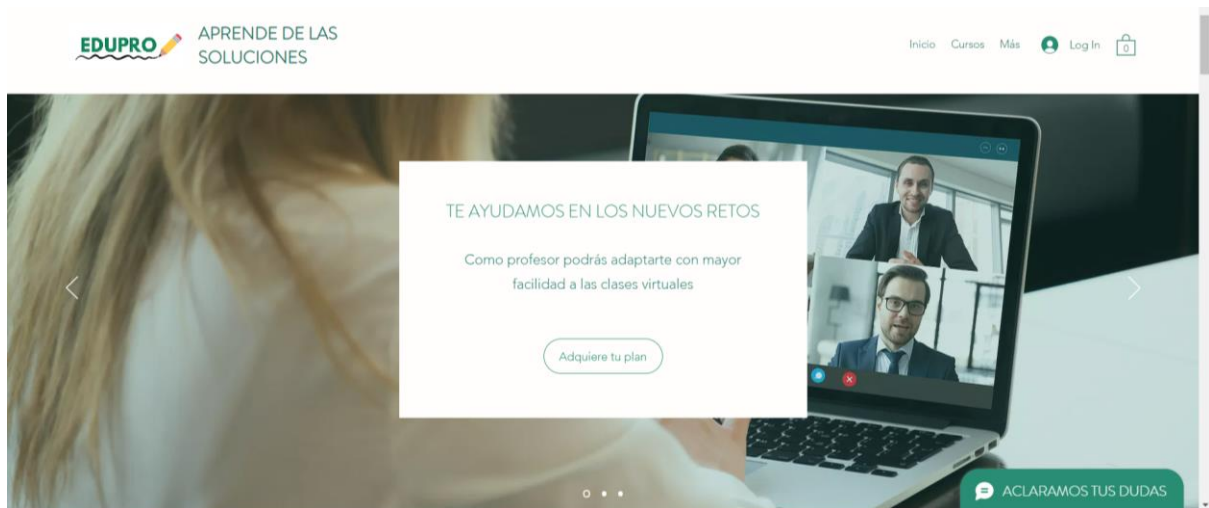 EDUPRO
APRENDE DE LAS
SOLUCIONES
Inicio Cursos Más Log In 0
TE AYUDAMOS EN LOS NUEVOS RETOS
Como profesor podrás adaptarte con mayor
facilidad a las clases virtuales
Adquiere tu plan
ACLARAMOS TUS DUDAS